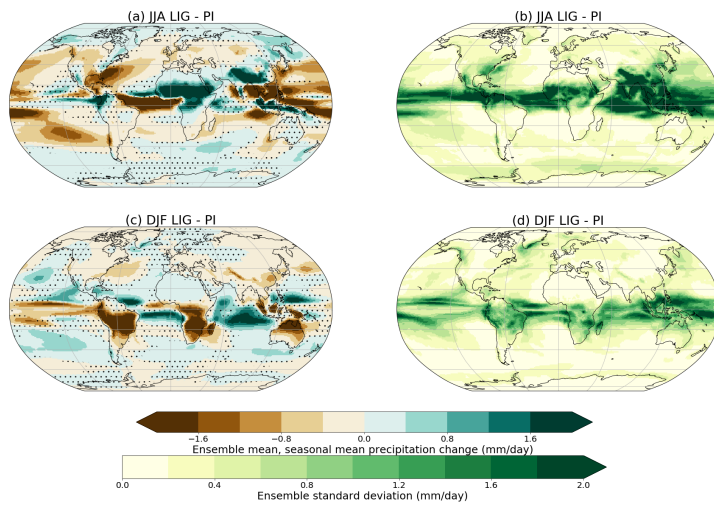 (a) JJA LIG - PI
(b) JJA LIG - PI
(c) DJF LIG - PI
(d) DJF LIG - PI
−1.6 −0.8 0.0 0.8 1.6
Ensemble mean, seasonal mean precipitation change (mm/day)
0.0 0.4 0.8 1.2 1.6 2.0
Ensemble standard deviation (mm/day)